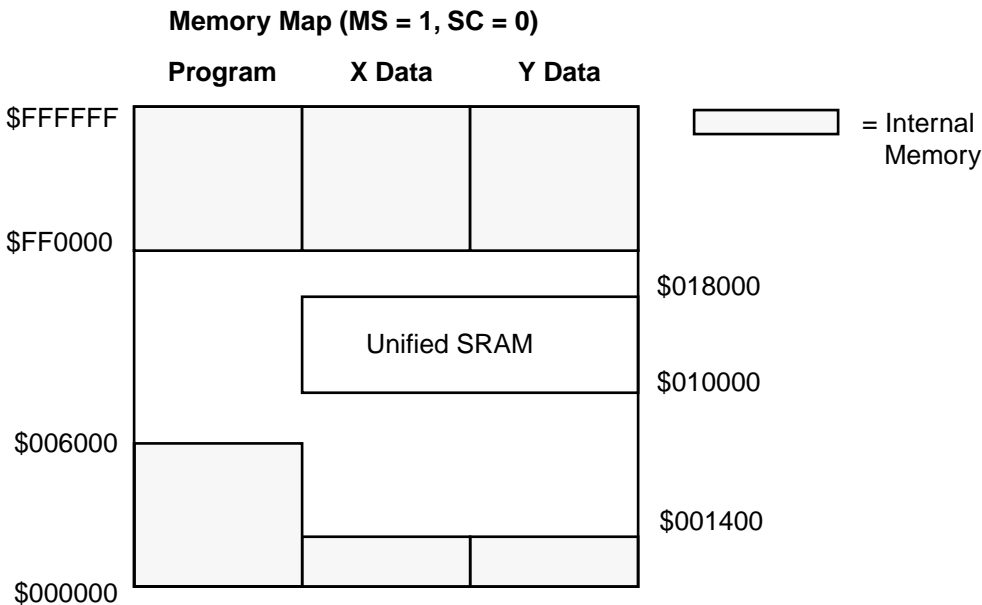 Memory Map (MS = 1, SC = 0)
Program X Data Y Data
$FFFFFF
= Internal
Memory
$FF0000
$018000
Unified SRAM
$010000
$006000
$001400
$000000